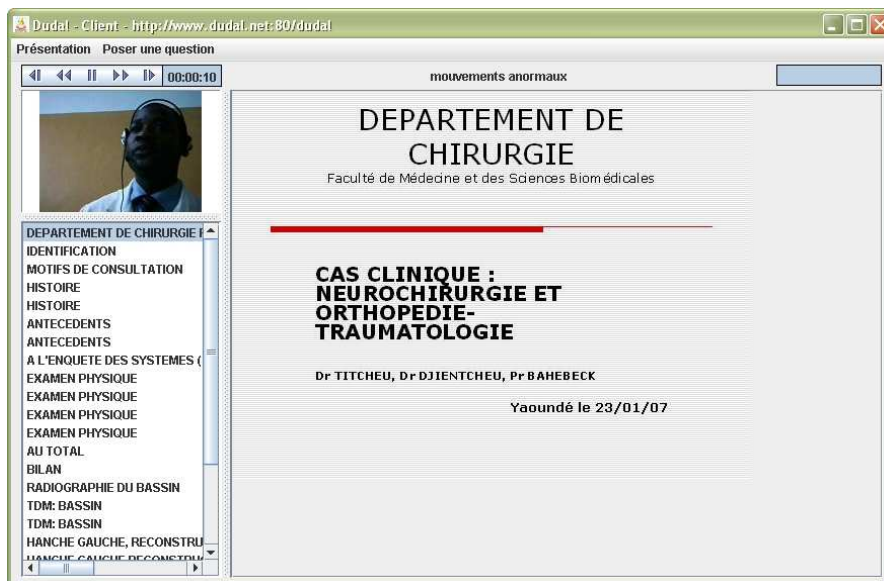 Dudal - Client - http://www.dudal.net:80/dudal
Présentation Poser une question
00:00:10
mouvements anormaux
DEPARTEMENT DE CHIRURGIE
IDENTIFICATION
MOTIFS DE CONSULTATION
HISTOIRE
HISTOIRE
ANTECEDENTS
ANTECEDENTS
A L'ENQUETE DES SYSTEMES (
EXAMEN PHYSIQUE
EXAMEN PHYSIQUE
EXAMEN PHYSIQUE
EXAMEN PHYSIQUE
AU TOTAL
BILAN
RADIOGRAPHIE DU BASSIN
TDM: BASSIN
TDM: BASSIN
HANCHE GAUCHE, RECONSTRU
HANCHE GAUCHE RECONSTRU
DEPARTEMENT DE
CHIRURGIE
Faculté de Médecine et des Sciences Biomédicales
CAS CLINIQUE :
NEUROCHIRURGIE ET
ORTHOPEDIE-
TRAUMATOLOGIE
Dr TITCHEU, Dr DJIENTCHEU, Pr BAHEBECK
Yaoundé le 23/01/07